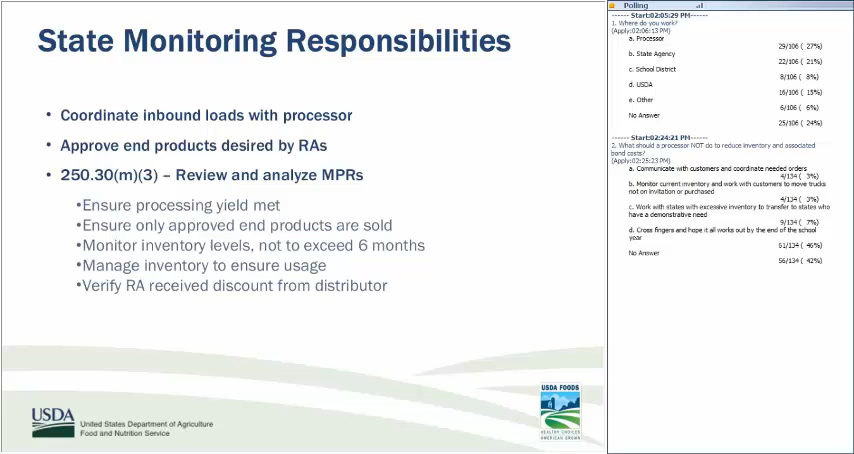 State Monitoring Responsibilities
• Coordinate inbound loads with processor
• Approve end products desired by RAs
• 250.30(m)(3) – Review and analyze MPRs
•Ensure processing yield met
•Ensure only approved end products are sold
•Monitor inventory levels, not to exceed 6 months
•Manage inventory to ensure usage
•Verify RA received discount from distributor
USDA
United States Department of Agriculture
Food and Nutrition Service
USDA FOODS
HEALTHY CHOICES
AMERICAN GROWN
Polling
------ Start:02:05:29 PM------
1. Where do you work?
(Apply:02:06:13 PM)
a. Processor
29/106 ( 27%)
b. State Agency
22/106 ( 21%)
c. School District
8/106 ( 8%)
d. USDA
16/106 ( 15%)
e. Other
6/106 ( 6%)
No Answer
25/106 ( 24%)
------ Start:02:24:21 PM------
2. What should a processor NOT do to reduce inventory and associated
bond costs?
(Apply:02:25:23 PM)
a. Communicate with customers and coordinate needed orders
4/134 ( 3%)
b. Monitor current inventory and work with customers to move trucks
not on invitation or purchased
4/134 ( 3%)
c. Work with states with excessive inventory to transfer to states who
have a demonstrative need
9/134 ( 7%)
d. Cross fingers and hope it all works out by the end of the school
year
61/134 ( 46%)
No Answer
56/134 ( 42%)